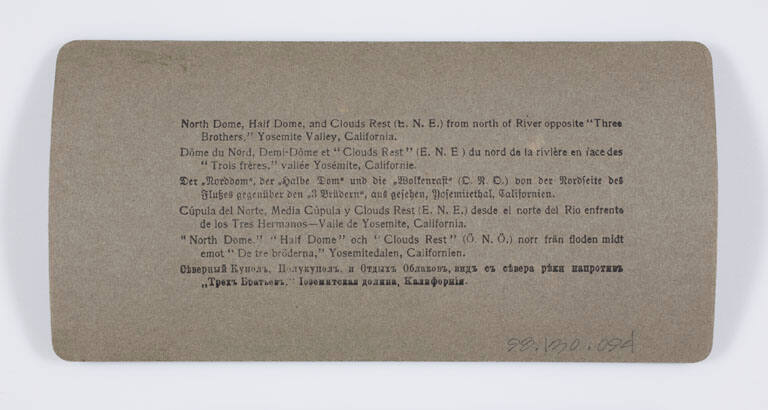 North Dome, Half Dome, and Clouds Rest (E. N. E.) from north of River opposite "Three
Brothers," Yosemite Valley, California.
Dôme du Nord, Demi-Dôme et "Clouds Rest" (E. N. E ) du nord de la rivière en face des
"Trois frères," vallée Yosémite, Californie.
Der „Norddom“, der „Halbe Dom“ und die „Wolkenrast“ (O. N. O.) von der Nordseite des
Flußes gegenüber den „3 Brüdern“, aus gesehen, Yosemitethal, Californien.
Cúpula del Norte, Media Cúpula y Clouds Rest (E. N. E.) desde el norte del Rio enfrente
de los Tres Hermanos—Valle de Yosemite, California.
"North Dome," "Half Dome" och "Clouds Rest" (Ö. N. Ö.) norr från floden midt
emot "De tre bröderna," Yosemitedalen, Californien.
Сѣверный Куполъ, Полукуполъ, и Отдыхъ Облаковъ, видъ съ сѣвера рѣки напротивъ
„Трехъ Братьевъ," Іоземитская долина, Калифорнія.
98.130.094